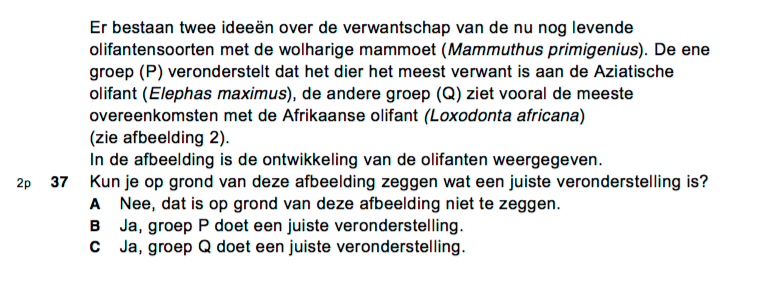 Er bestaan twee ideeën over de verwantschap van de nu nog levende
olifantensoorten met de wolharige mammoet (Mammuthus primigenius). De ene
groep (P) veronderstelt dat het dier het meest verwant is aan de Aziatische
olifant (Elephas maximus), de andere groep (Q) ziet vooral de meeste
overeenkomsten met de Afrikaanse olifant (Loxodonta africana)
(zie afbeelding 2).
In de afbeelding is de ontwikkeling van de olifanten weergegeven.
2p 37 Kun je op grond van deze afbeelding zeggen wat een juiste veronderstelling is?
A Nee, dat is op grond van deze afbeelding niet te zeggen.
B Ja, groep P doet een juiste veronderstelling.
C Ja, groep Q doet een juiste veronderstelling.